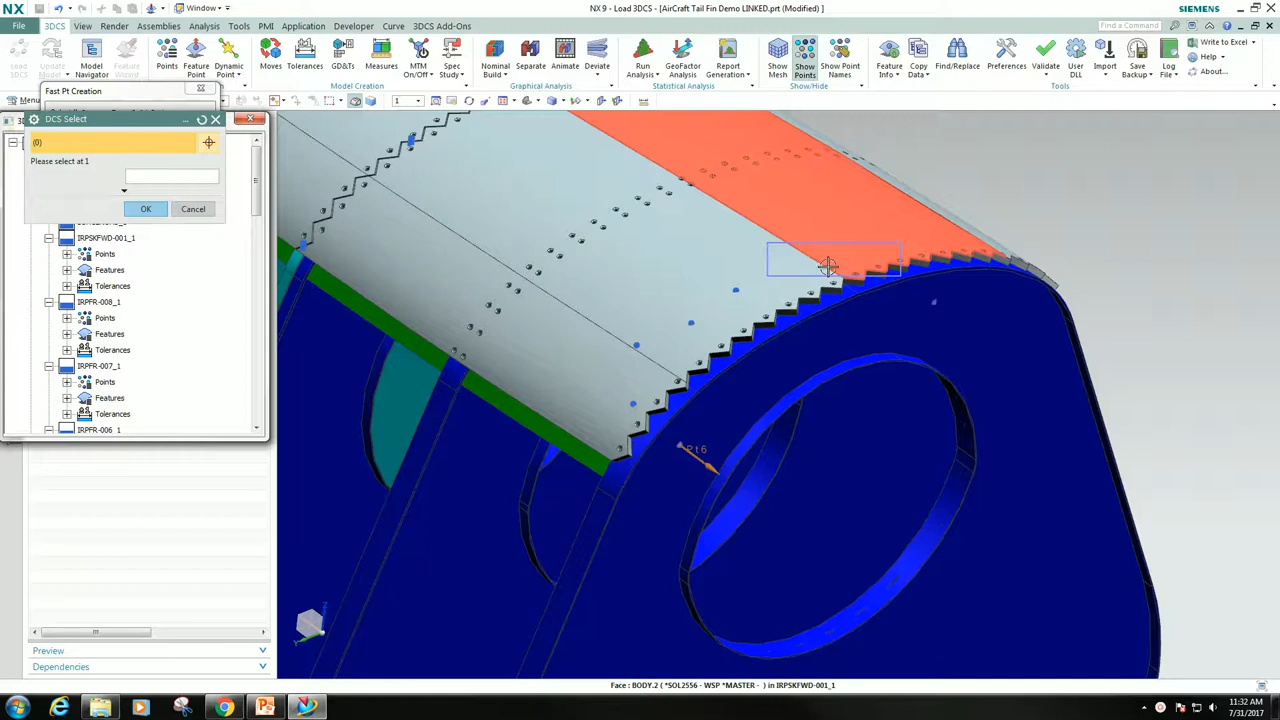 NX
Window
NX 9 - Load 3DCS - [AirCraft Tail Fin Demo LINKED.prt (Modified) ]
SIEMENS
File
3DCS
View
Render
Assemblies
Analysis
Tools
PMI
Application
Developer
Curve
3DCS Add-Ons
Find a Command
Load 3DCS
Update Model
Model Navigator
Feature Wizard
Points
Feature Point
Dynamic Point
Moves
Tolerances
GD&Ts
Measures
MTM On/Off
Spec Study
Nominal Build
Separate
Animate
Deviate
Run Analysis
GeoFactor Analysis
Report Generation
Show Mesh
Show Points
Show Point Names
Feature Info
Copy Data
Find/Replace
Preferences
Validate
User DLL
Import
Save Backup
Log File
Write to Excel
Help
About...
Model Creation
Graphical Analysis
Statistical Analysis
Show/Hide
Tools
Menu
1
Fast Pt Creation
DCS Select
(0)
Please select at 1
OK
Cancel
IRPSKFWD-001_1
Points
Features
Tolerances
IRPFR-008_1
Points
Features
Tolerances
IRPFR-007_1
Points
Features
Tolerances
IRPFR-006_1
Pt6
Preview
Dependencies
Face : BODY.2 ( *SOL2556 - WSP *MASTER - ) in IRPSKFWD-001_1
11:32 AM
7/31/2017